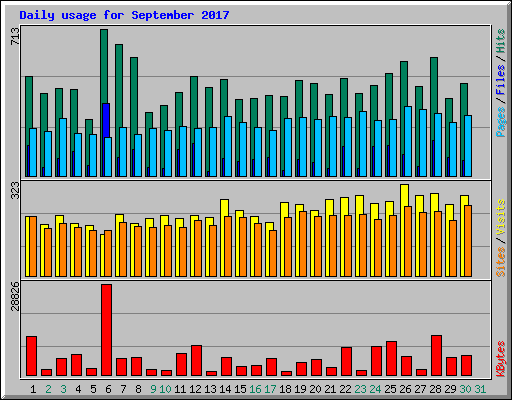 Daily usage for September 2017
713
Pages / Files / Hits
323
Sites / Visits
28826
KBytes
1 2 3 4 5 6 7 8 9 10 11 12 13 14 15 16 17 18 19 20 21 22 23 24 25 26 27 28 29 30 31